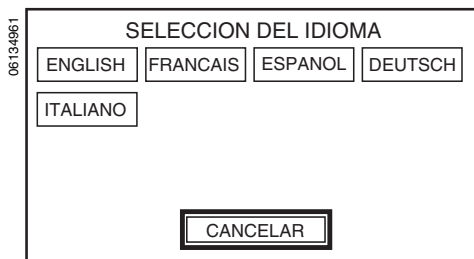 06134961
SELECCION DEL IDIOMA
ENGLISH FRANCAIS ESPANOL DEUTSCH
ITALIANO
CANCELAR